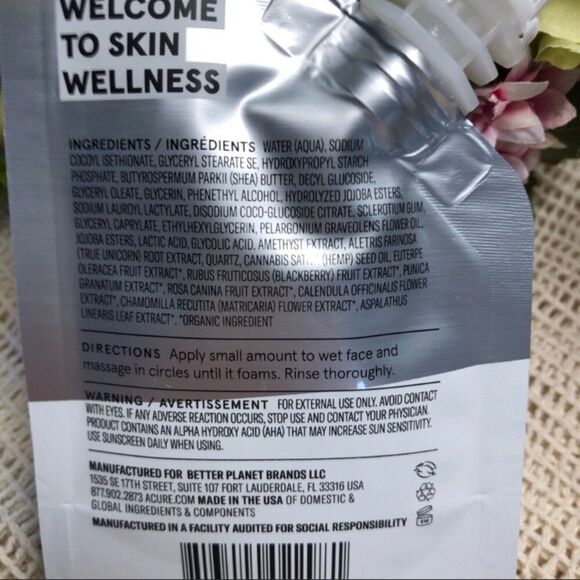 WELCOME
TO SKIN
WELLNESS
INGREDIENTS / INGRÉDIENTS WATER (AQUA), SODIUM
COCOYL ISETHIONATE, GLYCERYL STEARATE SE, HYDROXYPROPYL STARCH
PHOSPHATE, BUTYROSPERMUM PARKII (SHEA) BUTTER, DECYL GLUCOSIDE,
GLYCERYL OLEATE, GLYCERIN, PHENETHYL ALCOHOL, HYDROLYZED JOJOBA ESTERS,
SODIUM LAUROYL LACTYLATE, DISODIUM COCO-GLUCOSIDE CITRATE, SCLEROTIUM GUM,
GLYCERYL CAPRYLATE, ETHYLHEXYLGLYCERIN, PELARGONIUM GRAVEOLENS FLOWER OIL,
JOJOBA ESTERS, LACTIC ACID, GLYCOLIC ACID, AMETHYST EXTRACT, ALETRIS FARINOSA
(TRUE UNICORN) ROOT EXTRACT, QUARTZ, CANNABIS (HEMP) SEED OIL, EUTERPE
OLERACEA FRUIT EXTRACT*, RUBUS FRUTICOSUS (BLACKBERRY) FRUIT EXTRACT*, PUNICA
GRANATUM EXTRACT*, ROSA CANINA FRUIT EXTRACT*, CALENDULA OFFICINALIS FLOWER
EXTRACT*, CHAMOMILLA RECUTITA (MATRICARIA) FLOWER EXTRACT*, ASPALATHUS
LINEARIS LEAF EXTRACT*. *ORGANIC INGREDIENT
DIRECTIONS Apply small amount to wet face and
massage in circles until it foams. Rinse thoroughly.
WARNING / AVERTISSEMENT FOR EXTERNAL USE ONLY. AVOID CONTACT
WITH EYES. IF ANY ADVERSE REACTION OCCURS, STOP USE AND CONTACT YOUR PHYSICIAN.
PRODUCT CONTAINS AN ALPHA HYDROXY ACID (AHA) THAT MAY INCREASE SUN SENSITIVITY.
USE SUNSCREEN DAILY WHEN USING.
MANUFACTURED FOR BETTER PLANET BRANDS LLC
1535 SE 17TH STREET, SUITE 107 FORT LAUDERDALE, FL 33316 USA
877.902.2873 ACURE.COM MADE IN THE USA OF DOMESTIC &
GLOBAL INGREDIENTS & COMPONENTS
MANUFACTURED IN A FACILITY AUDITED FOR SOCIAL RESPONSIBILITY